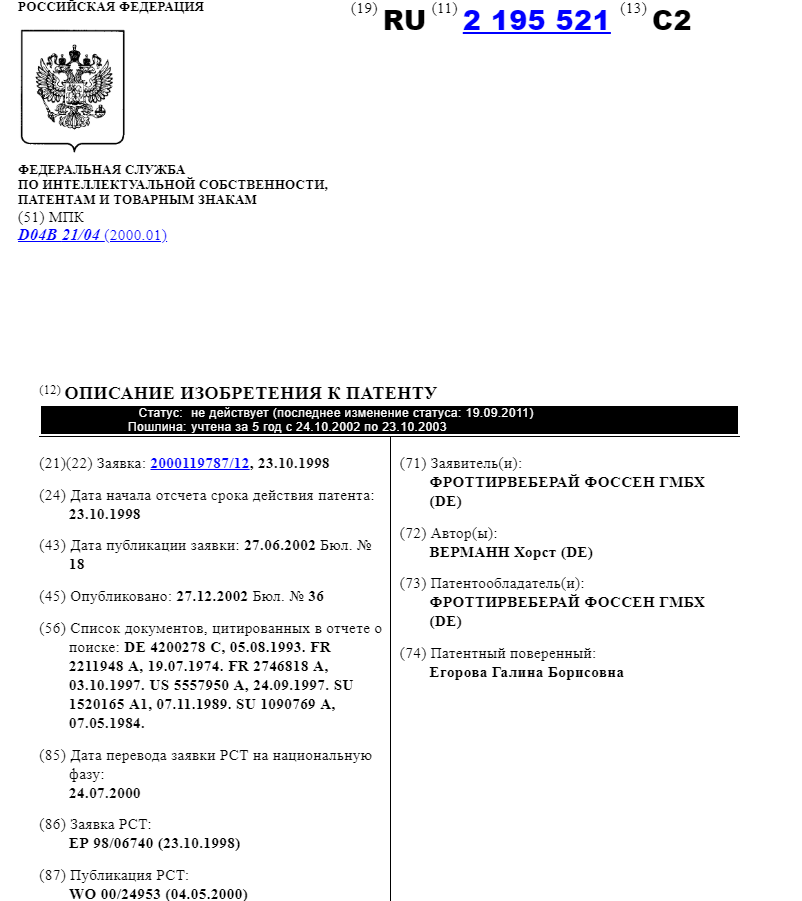 РОССИЙСКАЯ ФЕДЕРАЦИЯ
(19) RU (11) 2 195 521 (13) C2
ФЕДЕРАЛЬНАЯ СЛУЖБА
ПО ИНТЕЛЛЕКТУАЛЬНОЙ СОБСТВЕННОСТИ,
ПАТЕНТАМ И ТОВАРНЫМ ЗНАКАМ
(51) МПК
D04B 21/04 (2000.01)
(12) ОПИСАНИЕ ИЗОБРЕТЕНИЯ К ПАТЕНТУ
Статус: не действует (последнее изменение статуса: 19.09.2011)
Пошлина: учтена за 5 год с 24.10.2002 по 23.10.2003
(21)(22) Заявка: 2000119787/12, 23.10.1998
(24) Дата начала отсчета срока действия патента:
23.10.1998
(43) Дата публикации заявки: 27.06.2002 Бюл. №
18
(45) Опубликовано: 27.12.2002 Бюл. № 36
(56) Список документов, цитированных в отчете о
поиске: DE 4200278 C, 05.08.1993. FR
2211948 A, 19.07.1974. FR 2746818 A,
03.10.1997. US 5557950 A, 24.09.1997. SU
1520165 A1, 07.11.1989. SU 1090769 A,
07.05.1984.
(85) Дата перевода заявки PCT на национальную
фазу:
24.07.2000
(86) Заявка PCT:
EP 98/06740 (23.10.1998)
(87) Публикация PCT:
WO 00/24953 (04.05.2000)
(71) Заявитель(и):
ФРОТТИРВЕБЕРАЙ ФОССЕН ГМБХ
(DE)
(72) Автор(ы):
ВЕРМАНН Хорст (DE)
(73) Патентообладатель(и):
ФРОТТИРВЕБЕРАЙ ФОССЕН ГМБХ
(DE)
(74) Патентный поверенный:
Егорова Галина Борисовна